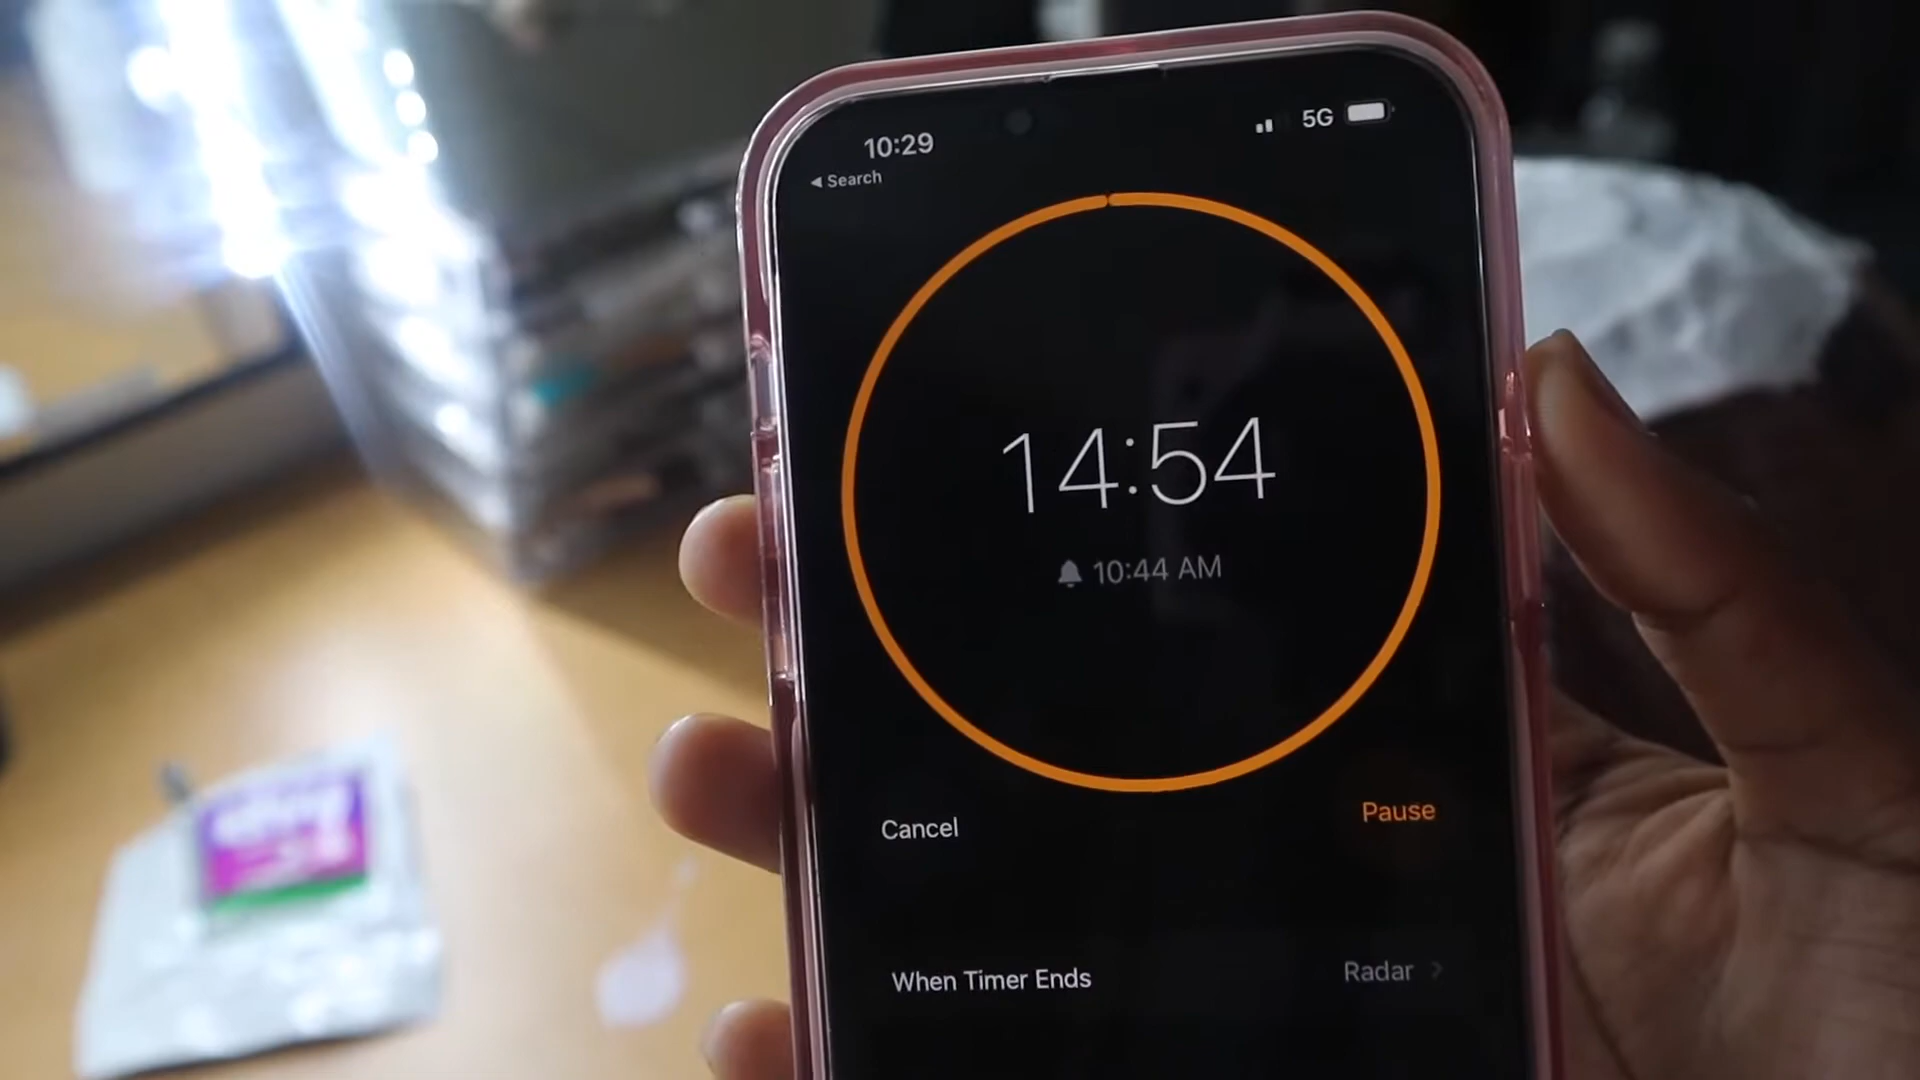 10:29
5G
◀ Search
14:54
10:44 AM
Cancel
Pause
When Timer Ends
Radar >